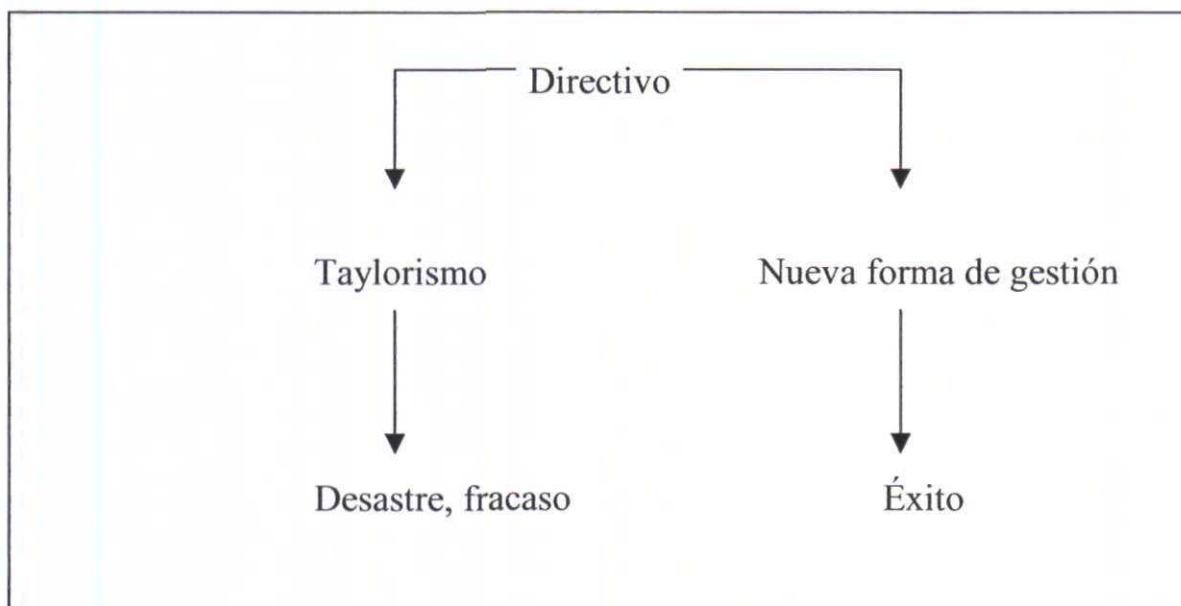 Directivo
Taylorismo
Nueva forma de gestión
Desastre, fracaso
Éxito